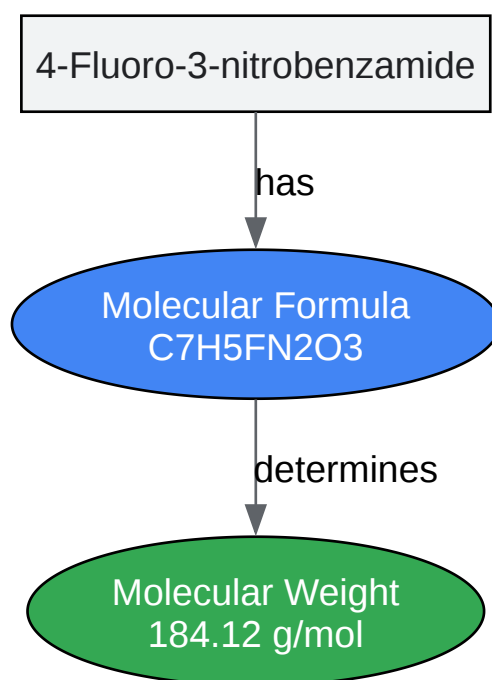 4-Fluoro-3-nitrobenzamide
has
Molecular Formula
C7H5FN2O3
determines
Molecular Weight
184.12 g/mol